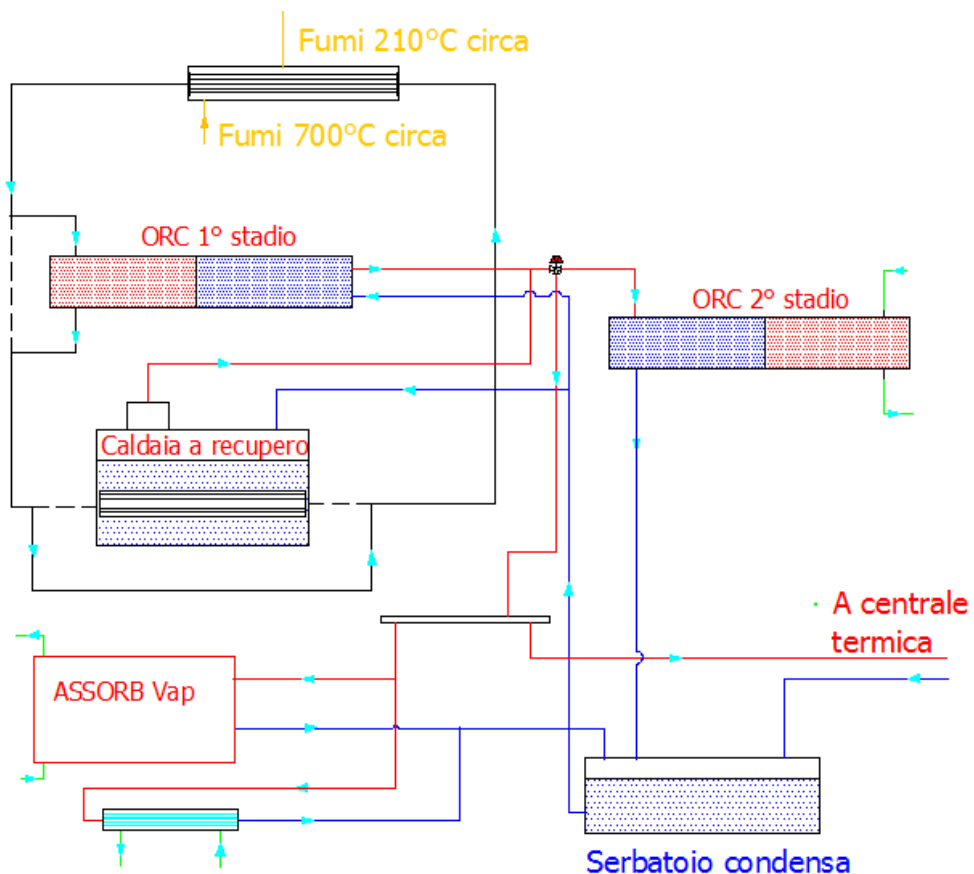 Fumi 210°C circa
Fumi 700°C circa
ORC 1° stadio
ORC 2° stadio
Caldaia a recupero
A centrale
termica
ASSORB Vap
Serbatoio condensa